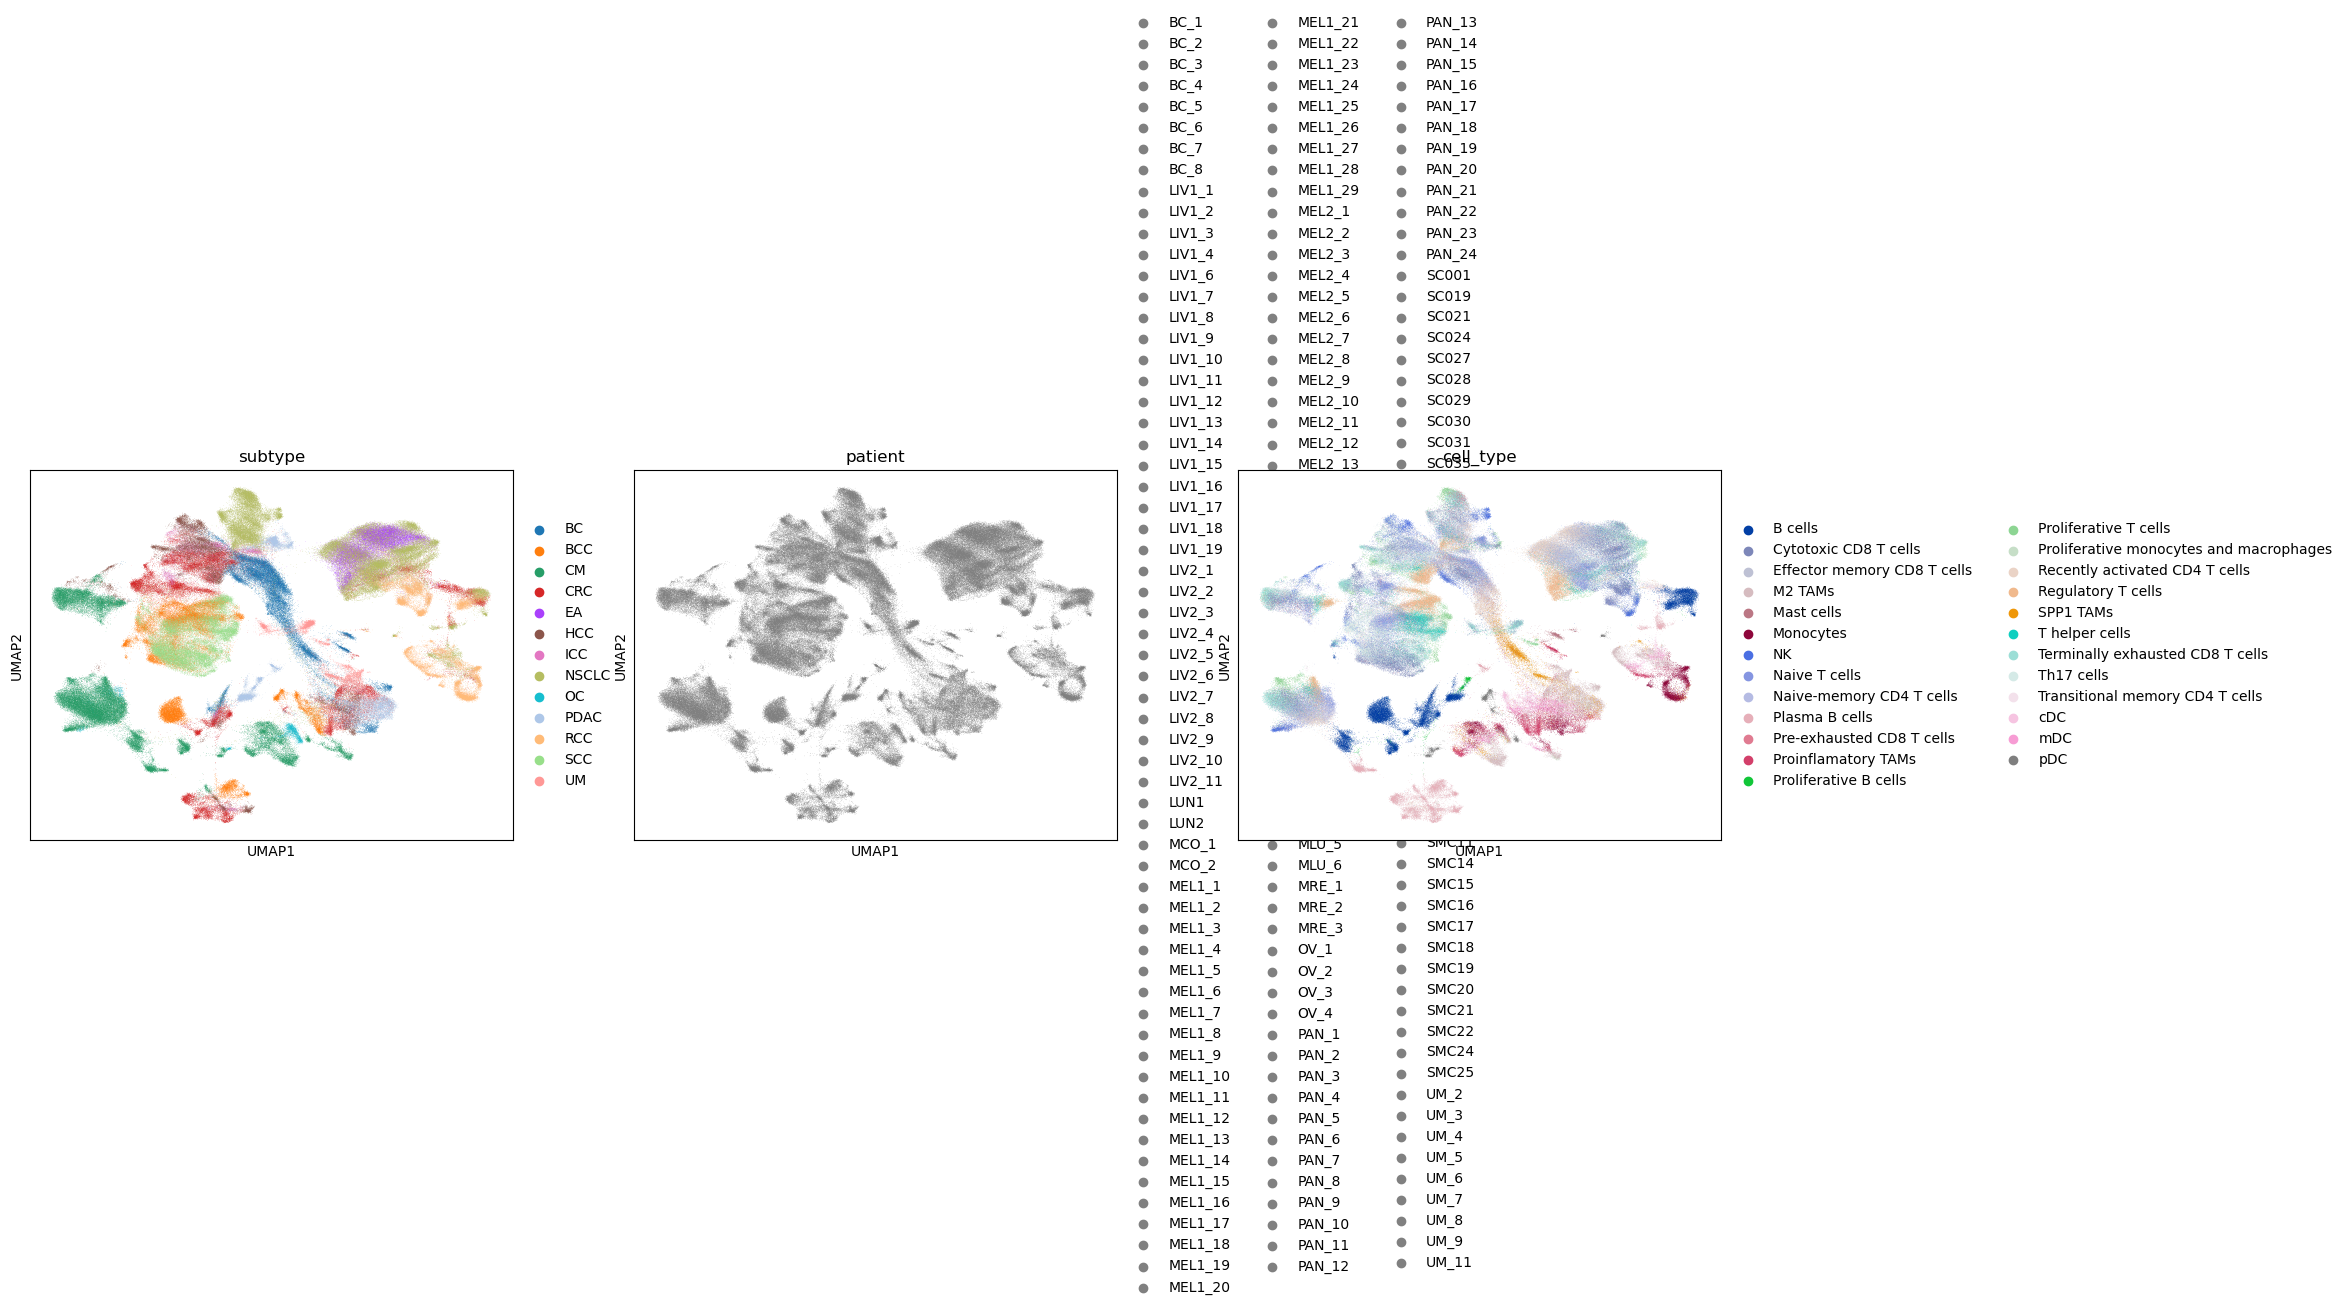 subtype
UMAP2
UMAP1
BC
BCC
CM
CRC
EA
HCC
ICC
NSCLC
OC
PDAC
RCC
SCC
UM
patient
UMAP2
UMAP1
BC_1
BC_2
BC_3
BC_4
BC_5
BC_6
BC_7
BC_8
LIV1_1
LIV1_2
LIV1_3
LIV1_4
LIV1_6
LIV1_7
LIV1_8
LIV1_9
LIV1_10
LIV1_11
LIV1_12
LIV1_13
LIV1_14
LIV1_15
LIV1_16
LIV1_17
LIV1_18
LIV1_19
LIV2_1
LIV2_2
LIV2_3
LIV2_4
LIV2_5
LIV2_6
LIV2_7
LIV2_8
LIV2_9
LIV2_10
LIV2_11
LUN1
LUN2
MCO_1
MCO_2
MEL1_1
MEL1_2
MEL1_3
MEL1_4
MEL1_5
MEL1_6
MEL1_7
MEL1_8
MEL1_9
MEL1_10
MEL1_11
MEL1_12
MEL1_13
MEL1_14
MEL1_15
MEL1_16
MEL1_17
MEL1_18
MEL1_19
MEL1_20
MEL1_21
MEL1_22
MEL1_23
MEL1_24
MEL1_25
MEL1_26
MEL1_27
MEL1_28
MEL1_29
MEL2_1
MEL2_2
MEL2_3
MEL2_4
MEL2_5
MEL2_6
MEL2_7
MEL2_8
MEL2_9
MEL2_10
MEL2_11
MEL2_12
MEL2_13
MLU_5
MLU_6
MRE_1
MRE_2
MRE_3
OV_1
OV_2
OV_3
OV_4
PAN_1
PAN_2
PAN_3
PAN_4
PAN_5
PAN_6
PAN_7
PAN_8
PAN_9
PAN_10
PAN_11
PAN_12
PAN_13
PAN_14
PAN_15
PAN_16
PAN_17
PAN_18
PAN_19
PAN_20
PAN_21
PAN_22
PAN_23
PAN_24
SC001
SC019
SC021
SC024
SC027
SC028
SC029
SC030
SC031
SC035
SMC14
SMC15
SMC16
SMC17
SMC18
SMC19
SMC20
SMC21
SMC22
SMC24
SMC25
UM_2
UM_3
UM_4
UM_5
UM_6
UM_7
UM_8
UM_9
UM_11
cell_type
UMAP2
UMAP1
B cells
Cytotoxic CD8 T cells
Effector memory CD8 T cells
M2 TAMs
Mast cells
Monocytes
NK
Naive T cells
Naive-memory CD4 T cells
Plasma B cells
Pre-exhausted CD8 T cells
Proinflamatory TAMs
Proliferative B cells
Proliferative T cells
Proliferative monocytes and macrophages
Recently activated CD4 T cells
Regulatory T cells
SPP1 TAMs
T helper cells
Terminally exhausted CD8 T cells
Th17 cells
Transitional memory CD4 T cells
cDC
mDC
pDC